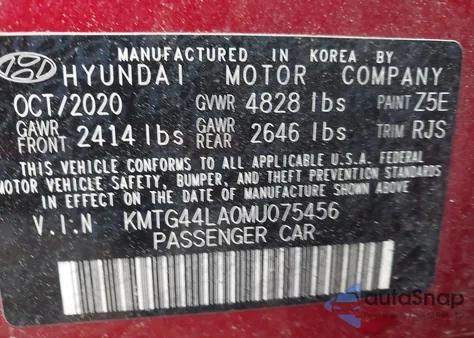 MANUFACTURED IN KOREA BY
HYUNDAI MOTOR COMPANY
OCT/2020 GVWR 4828 lbs PAINT Z5E
GAWR FRONT 2414 lbs GAWR REAR 2646 lbs TRIM RJS
THIS VEHICLE CONFORMS TO ALL APPLICABLE U.S.A. FEDERAL
MOTOR VEHICLE SAFETY, BUMPER, AND THEFT PREVENTION STANDARDS
IN EFFECT ON THE DATE OF MANUFACTURE SHOWN ABOVE.
V.I.N KMTG44LA0MU075456
PASSENGER CAR
autoSnap